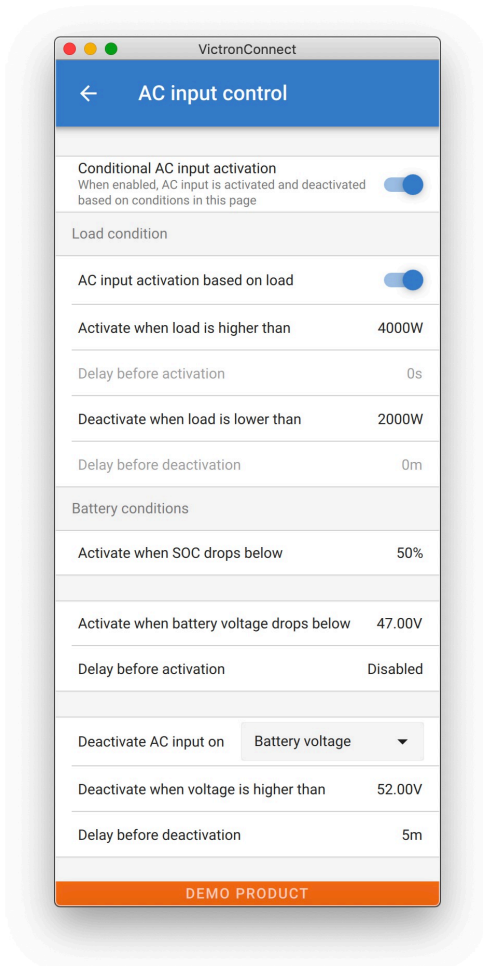 VictronConnect
AC input control
Conditional AC input activation
When enabled, AC input is activated and deactivated
based on conditions in this page
Load condition
AC input activation based on load
Activate when load is higher than 4000W
Delay before activation 0s
Deactivate when load is lower than 2000W
Delay before deactivation 0m
Battery conditions
Activate when SOC drops below 50%
Activate when battery voltage drops below 47.00V
Delay before activation Disabled
Deactivate AC input on Battery voltage
Deactivate when voltage is higher than 52.00V
Delay before deactivation 5m
DEMO PRODUCT